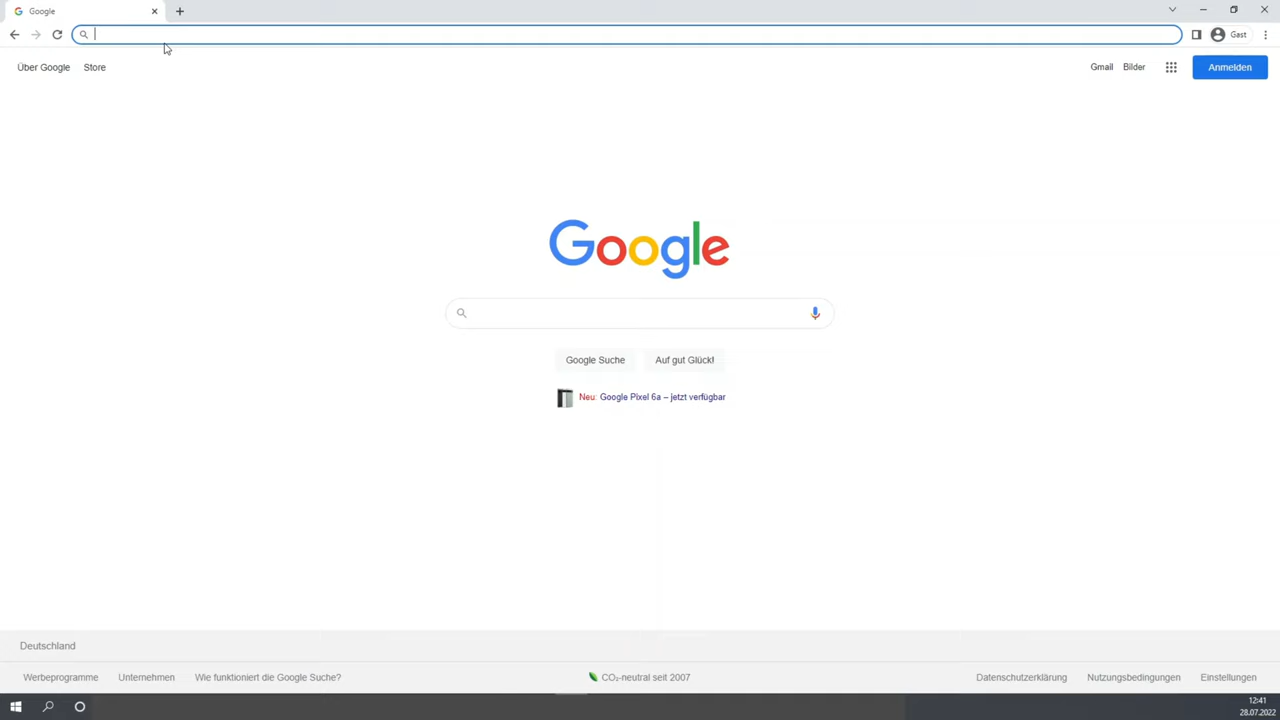 Google
Gast
Über Google Store
Gmail Bilder
Anmelden
Google
Google Suche
Auf gut Glück!
Neu: Google Pixel 6a – jetzt verfügbar
Deutschland
Werbeprogramme Unternehmen Wie funktioniert die Google Suche?
CO₂-neutral seit 2007
Datenschutzerklärung Nutzungsbedingungen Einstellungen
12:41
28.07.2022